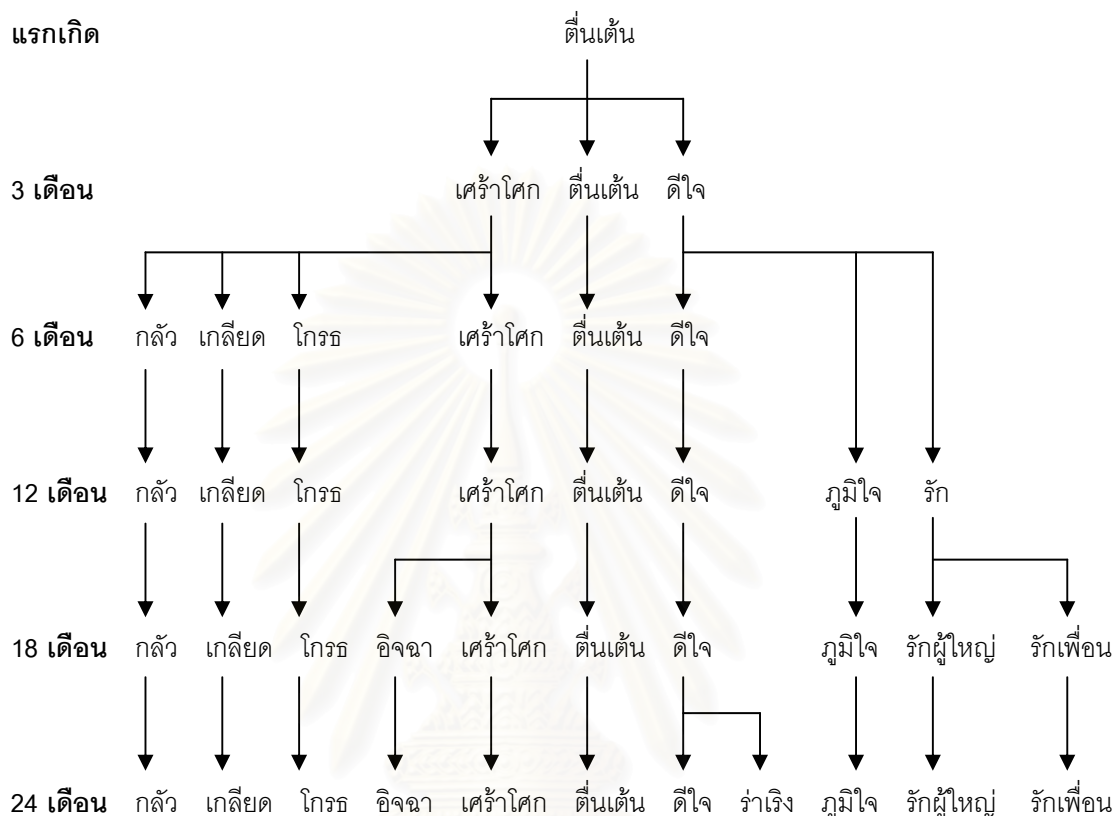 แรกเกิด ตื่นเต้น
3 เดือน เศร้าโศก ตื่นเต้น ดีใจ
6 เดือน กลัว เกลียด โกรธ เศร้าโศก ตื่นเต้น ดีใจ
12 เดือน กลัว เกลียด โกรธ เศร้าโศก ตื่นเต้น ดีใจ ภูมิใจ รัก
18 เดือน กลัว เกลียด โกรธ อิจฉา เศร้าโศก ตื่นเต้น ดีใจ ภูมิใจ รักผู้ใหญ่ รักเพื่อน
24 เดือน กลัว เกลียด โกรธ อิจฉา เศร้าโศก ตื่นเต้น ดีใจ ร่าเริง ภูมิใจ รักผู้ใหญ่ รักเพื่อน